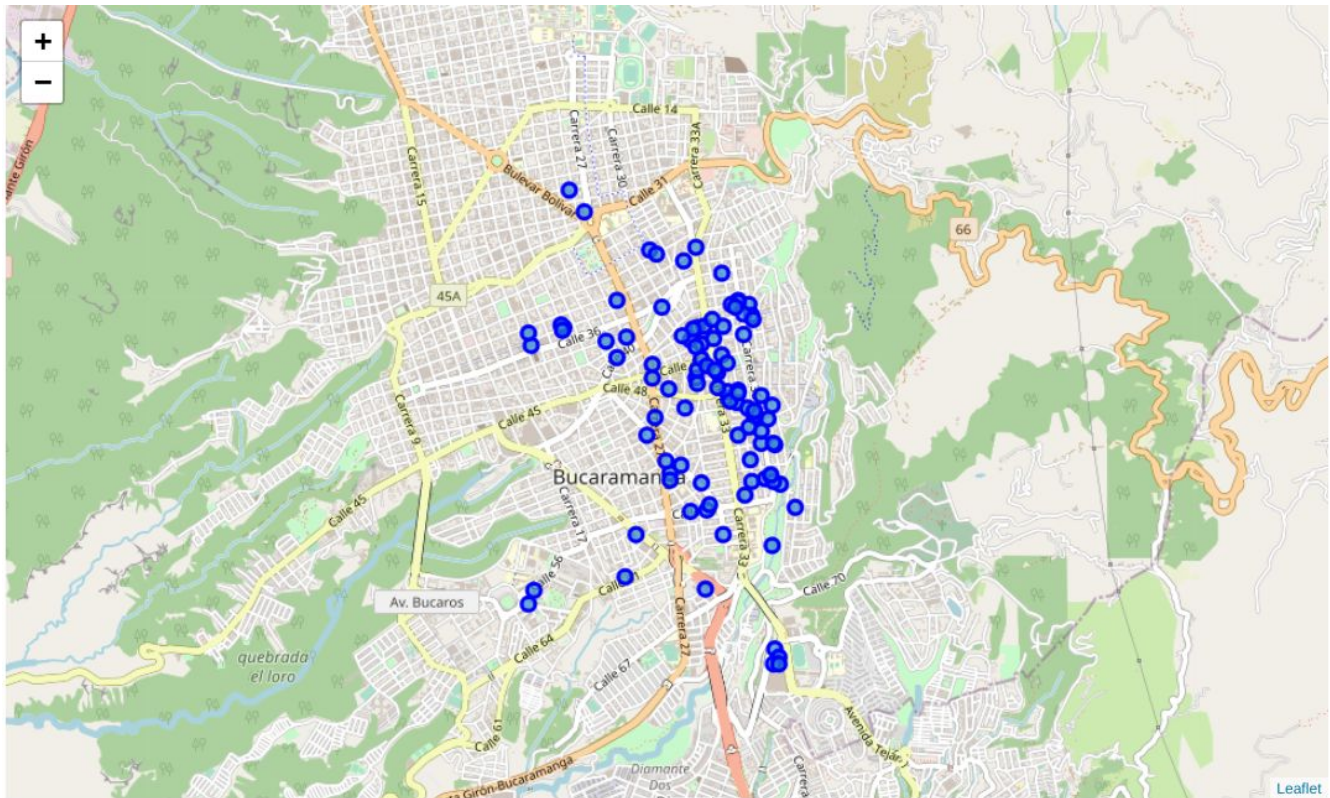 +
−
Calle 14
Carrera 27
Carrera 30
Carrera 33A
Carrera 15
Bulevar Bolívar
Calle 31
66
45A
Calle 36
Calle 48
Calle 45
Carrera 9
Bucaramanga
Calle 45
Carrera 17
Calle 56
Carrera 33
Av. Bucaros
Calle 70
Calle 64
Carrera 27
quebrada
el loro
Calle 67
Calle 61
Avenida Tejar
Diamante
Dos
Girón-Bucaramanga
Leaflet